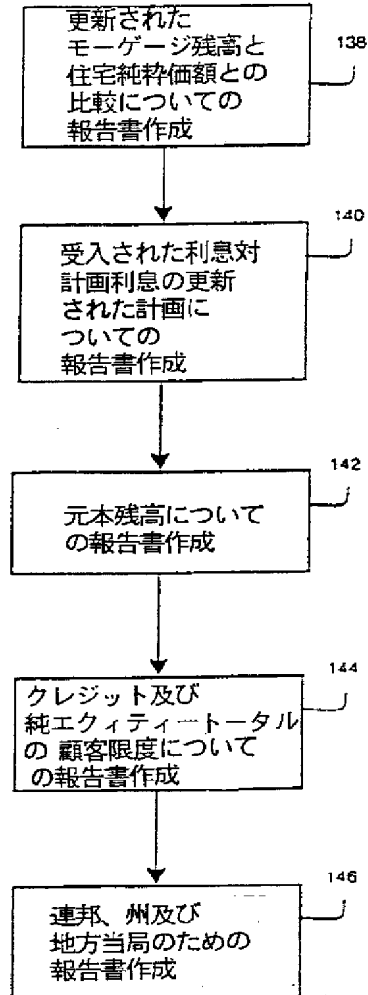 更新された
モーゲージ残高と
住宅純粋価額との
比較についての
報告書作成
138
受入された利息対
計画利息の更新
された計画に
ついての
報告書作成
140
元本残高について
の報告書作成
142
クレジット及び
純エクィティートータル
の顧客限度について
の報告書作成
144
連邦、州及び
地方当局のための
報告書作成
146